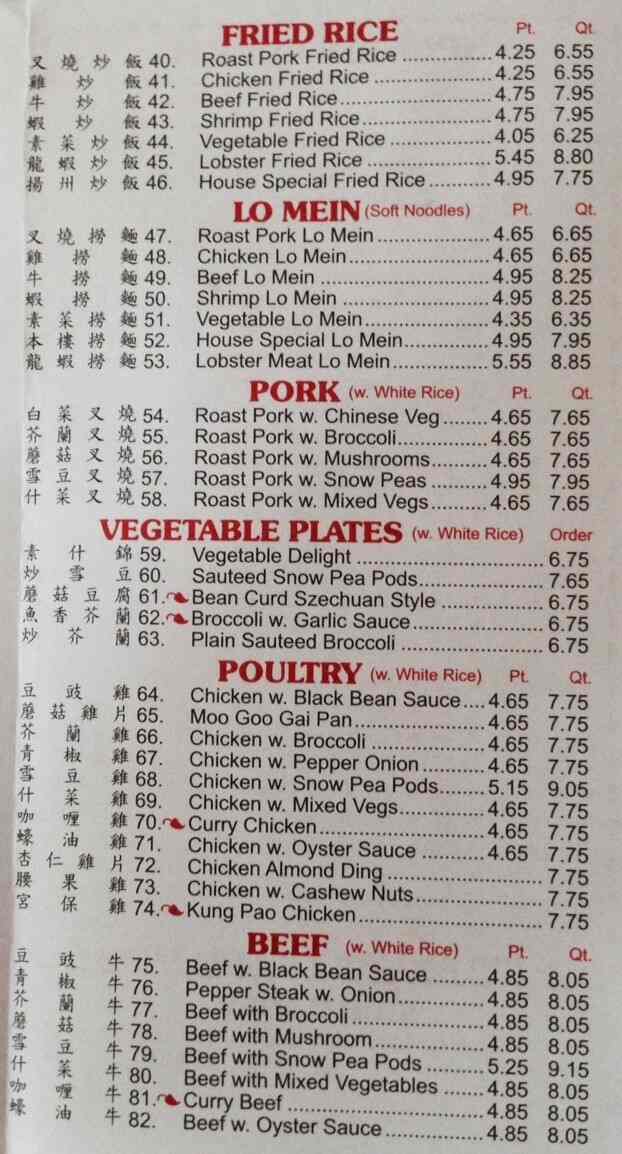 FRIED RICE Pt. Qt.
叉燒炒飯 40. Roast Pork Fried Rice ................ 4.25 6.55
雞炒飯 41. Chicken Fried Rice .................... 4.25 6.55
牛炒飯 42. Beef Fried Rice.......................... 4.75 7.95
蝦炒飯 43. Shrimp Fried Rice...................... 4.75 7.95
素菜炒飯 44. Vegetable Fried Rice ................. 4.05 6.25
龍蝦炒飯 45. Lobster Fried Rice ..................... 5.45 8.80
揚州炒飯 46. House Special Fried Rice........... 4.95 7.75
LO MEIN (Soft Noodles) Pt. Qt.
叉燒撈麵 47. Roast Pork Lo Mein .................... 4.65 6.65
雞撈麵 48. Chicken Lo Mein......................... 4.65 6.65
牛撈麵 49. Beef Lo Mein .............................. 4.95 8.25
蝦撈麵 50. Shrimp Lo Mein .......................... 4.95 8.25
素菜撈麵 51. Vegetable Lo Mein...................... 4.35 6.35
本樓撈麵 52. House Special Lo Mein............... 4.95 7.95
龍蝦撈麵 53. Lobster Meat Lo Mein................. 5.55 8.85
PORK (w. White Rice) Pt. Qt.
白菜叉燒 54. Roast Pork w. Chinese Veg ........ 4.65 7.65
芥蘭叉燒 55. Roast Pork w. Broccoli................ 4.65 7.65
蘑菇叉燒 56. Roast Pork w. Mushrooms.......... 4.65 7.65
雪豆叉燒 57. Roast Pork w. Snow Peas .......... 4.95 7.95
什菜叉燒 58. Roast Pork w. Mixed Vegs.......... 4.65 7.65
VEGETABLE PLATES (w. White Rice) Order
素什錦 59. Vegetable Delight ................................ 6.75
炒雪豆 60. Sauteed Snow Pea Pods...................... 7.65
蘑菇豆腐 61. Bean Curd Szechuan Style .................. 6.75
魚香芥蘭 62. Broccoli w. Garlic Sauce....................... 6.75
炒芥蘭 63. Plain Sauteed Broccoli ......................... 6.75
POULTRY (w. White Rice) Pt. Qt.
豆豉雞 64. Chicken w. Black Bean Sauce.... 4.65 7.75
蘑菇雞片 65. Moo Goo Gai Pan....................... 4.65 7.75
芥蘭雞 66. Chicken w. Broccoli .................... 4.65 7.75
青椒雞 67. Chicken w. Pepper Onion........... 4.65 7.75
雪豆雞 68. Chicken w. Snow Pea Pods........ 5.15 9.05
什菜雞 69. Chicken w. Mixed Vegs............... 4.65 7.75
咖喱雞 70. Curry Chicken............................. 4.65 7.75
蠔油雞 71. Chicken w. Oyster Sauce ........... 4.65 7.75
杏仁雞片 72. Chicken Almond Ding ........................... 7.75
腰果雞 73. Chicken w. Cashew Nuts...................... 7.75
宮保雞 74. Kung Pao Chicken................................ 7.75
BEEF (w. White Rice) Pt. Qt.
豆豉牛 75. Beef w. Black Bean Sauce .......... 4.85 8.05
青椒牛 76. Pepper Steak w. Onion............... 4.85 8.05
芥蘭牛 77. Beef with Broccoli ....................... 4.85 8.05
蘑菇牛 78. Beef with Mushroom................... 4.85 8.05
雪豆牛 79. Beef with Snow Pea Pods .......... 5.25 9.15
什菜牛 80. Beef with Mixed Vegetables ....... 4.85 8.05
咖喱牛 81. Curry Beef ................................... 4.85 8.05
蠔油牛 82. Beef w. Oyster Sauce.................. 4.85 8.05